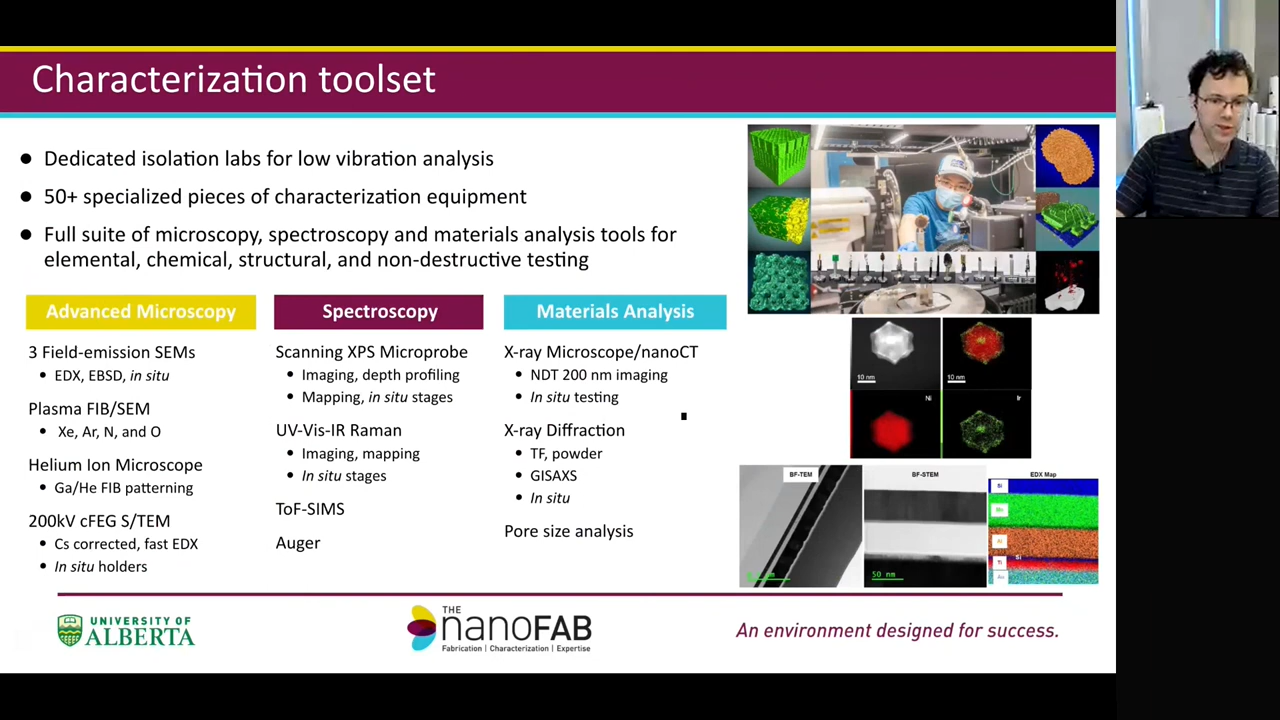 Characterization toolset
● Dedicated isolation labs for low vibration analysis
● 50+ specialized pieces of characterization equipment
● Full suite of microscopy, spectroscopy and materials analysis tools for
elemental, chemical, structural, and non-destructive testing
Advanced Microscopy
3 Field-emission SEMs
• EDX, EBSD, in situ
Plasma FIB/SEM
• Xe, Ar, N, and O
Helium Ion Microscope
• Ga/He FIB patterning
200kV cFEG S/TEM
• Cs corrected, fast EDX
• In situ holders
Spectroscopy
Scanning XPS Microprobe
• Imaging, depth profiling
• Mapping, in situ stages
UV-Vis-IR Raman
• Imaging, mapping
• In situ stages
ToF-SIMS
Auger
Materials Analysis
X-ray Microscope/nanoCT
• NDT 200 nm imaging
• In situ testing
X-ray Diffraction
• TF, powder
• GISAXS
• In situ
Pore size analysis
10 nm
10 nm
Ni
Ir
BF-TEM
BF-STEM
50 nm
EDX Map
Si
Mo
Al
Ti
Si
Au
UNIVERSITY OF
ALBERTA
THE
nanoFAB
Fabrication | Characterization | Expertise
An environment designed for success.